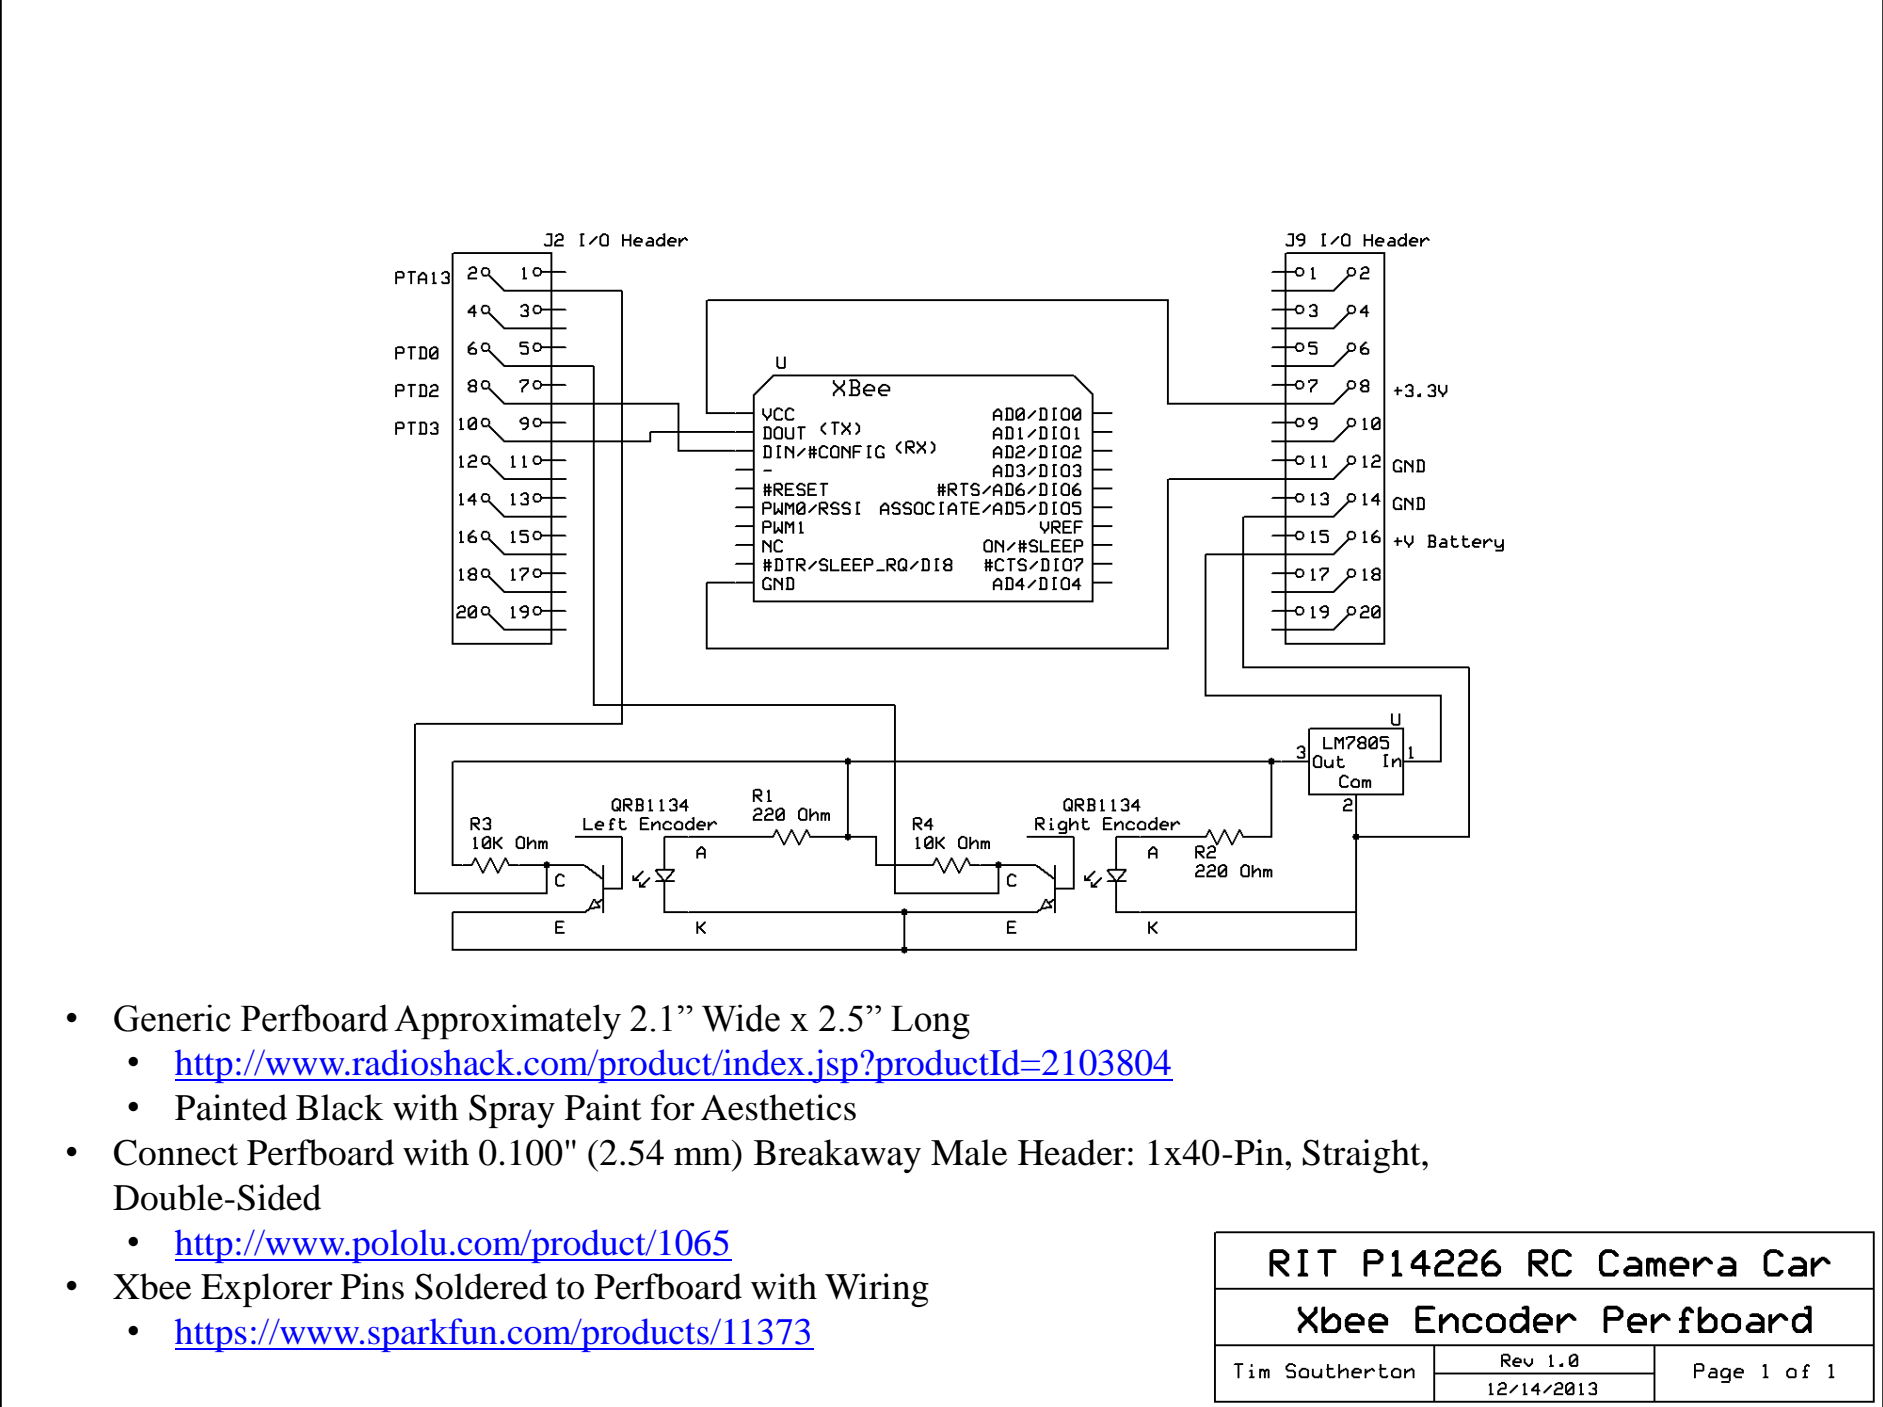 J2 I/O Header
J9 I/O Header
PTA13
2 1
4 3
PTD0
6 5
PTD2
8 7
PTD3
10 9
12 11
14 13
16 15
18 17
20 19
U
XBee
VCC
DOUT (TX)
DIN/#CONFIG (RX)
-
#RESET
PWM0/RSSI
PWM1
NC
#DTR/SLEEP_RQ/DI8
GND
AD0/DIO0
AD1/DIO1
AD2/DIO2
AD3/DIO3
#RTS/AD6/DIO6
ASSOCIATE/AD5/DIO5
VREF
ON/#SLEEP
#CTS/DIO7
AD4/DIO4
1 2
3 4
5 6
7 8 +3.3V
9 10
11 12 GND
13 14 GND
15 16 +V Battery
17 18
19 20
U
LM7805
3 Out In 1
Com
2
R3
10K Ohm
QRB1134
Left Encoder
C
E
A
K
R1
220 Ohm
R4
10K Ohm
QRB1134
Right Encoder
C
E
A
K
R2
220 Ohm
• Generic Perfboard Approximately 2.1” Wide x 2.5” Long
• http://www.radioshack.com/product/index.jsp?productId=2103804
• Painted Black with Spray Paint for Aesthetics
• Connect Perfboard with 0.100" (2.54 mm) Breakaway Male Header: 1x40-Pin, Straight,
Double-Sided
• http://www.pololu.com/product/1065
• Xbee Explorer Pins Soldered to Perfboard with Wiring
• https://www.sparkfun.com/products/11373
RIT P14226 RC Camera Car
Xbee Encoder Perfboard
Tim Southerton
Rev 1.0
12/14/2013
Page 1 of 1